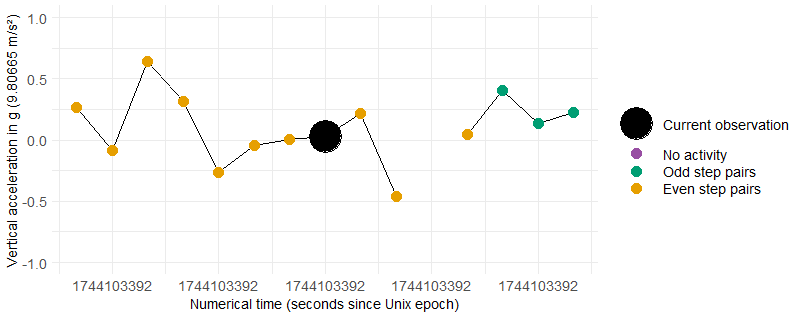 Vertical acceleration in g (9.80665 m/s²)
1.0
0.5
0.0
-0.5
-1.0
1744103392 1744103392 1744103392 1744103392 1744103392
Numerical time (seconds since Unix epoch)
Current observation
No activity
Odd step pairs
Even step pairs